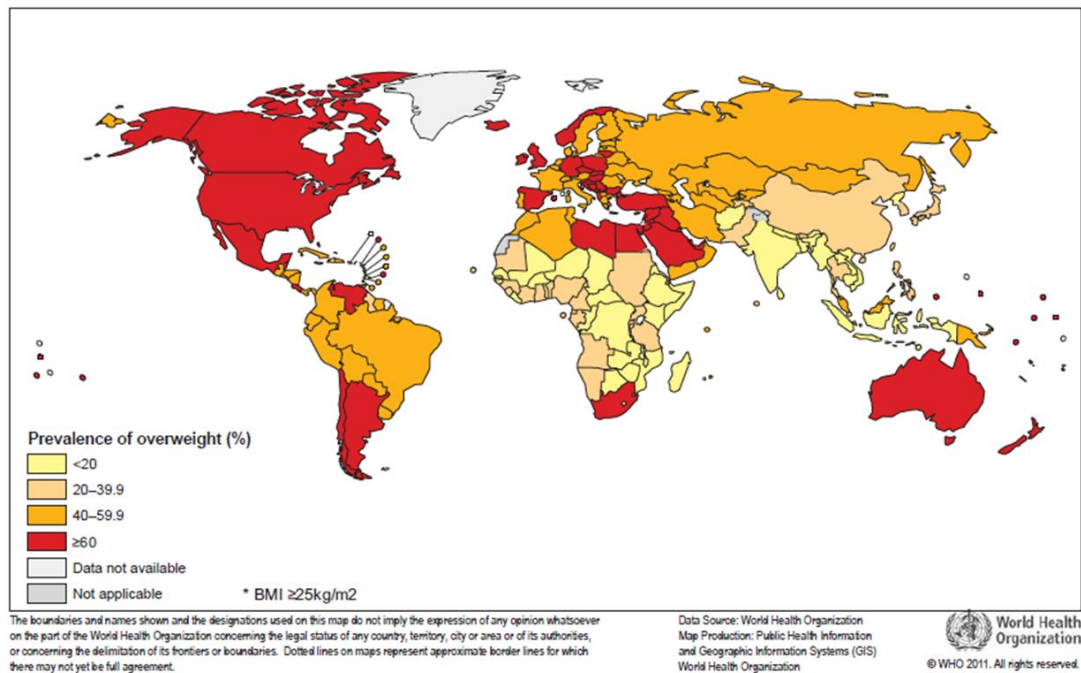 Prevalence of overweight (%)
<20
20–39.9
40–59.9
≥60
Data not available
Not applicable
* BMI ≥25kg/m2
The boundaries and names shown and the designations used on this map do not imply the expression of any opinion whatsoever
on the part of the World Health Organization concerning the legal status of any country, territory, city or area or of its authorities,
or concerning the delimitation of its frontiers or boundaries. Dotted lines on maps represent approximate border lines for which
there may not yet be full agreement.
Data Source: World Health Organization
Map Production: Public Health Information
and Geographic Information Systems (GIS)
World Health Organization
World Health
Organization
© WHO 2011. All rights reserved.